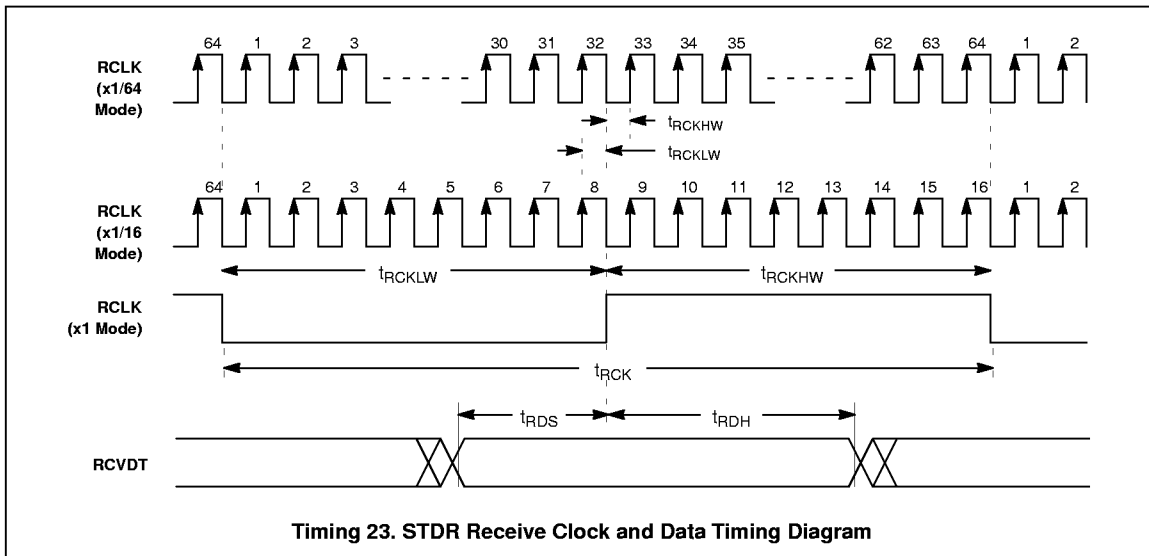 64 1 2 3 30 31 32 33 34 35 62 63 64 1 2
RCLK
(x1/64
Mode)
tRCKHW
tRCKLW
64 1 2 3 4 5 6 7 8 9 10 11 12 13 14 15 16 1 2
RCLK
(x1/16
Mode)
tRCKLW tRCKHW
RCLK
(x1 Mode)
tRCK
tRDS tRDH
RCVDT
Timing 23. STDR Receive Clock and Data Timing Diagram